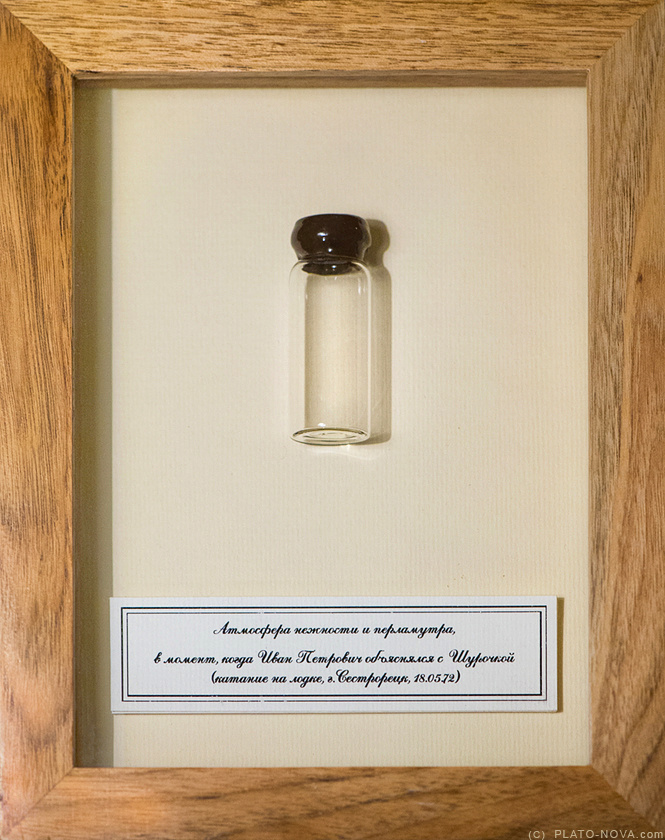 Атмосфера нежности и перламутра,
в момент, когда Иван Петрович объяснялся с Шурочкой
(катание на лодке, г.Сестрорецк, 18.05.72)
(c) PLATO-NOVA.com